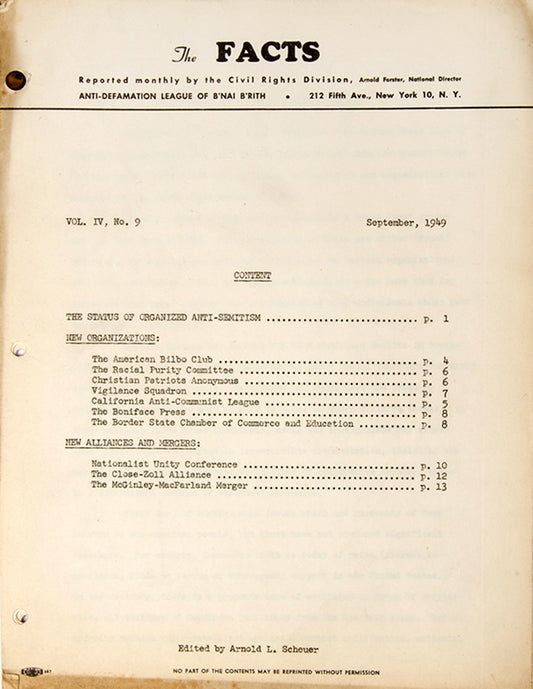 The FACTS
Reported monthly by the Civil Rights Division, Arnold Forster, National Director
ANTI-DEFAMATION LEAGUE OF B'NAI B'RITH • 212 Fifth Ave., New York 10, N. Y.
VOL. IV, No. 9 September, 1949
CONTENT
THE STATUS OF ORGANIZED ANTI-SEMITISM .............................. p. 1
NEW ORGANIZATIONS:
The American Bilbo Club ....................................... p. 4
The Racial Purity Committee ................................... p. 6
Christian Patriots Anonymous .................................. p. 6
Vigilance Squadron ............................................ p. 7
California Anti-Communist League .............................. p. 5
The Boniface Press ............................................ p. 8
The Border State Chamber of Commerce and Education ............ p. 8
NEW ALLIANCES AND MERGERS:
Nationalist Unity Conference .................................. p. 10
The Close-Zoll Alliance ....................................... p. 12
The McGinley-MacFarland Merger ................................ p. 13
Edited by Arnold L. Scheuer
NO PART OF THE CONTENTS MAY BE REPRINTED WITHOUT PERMISSION